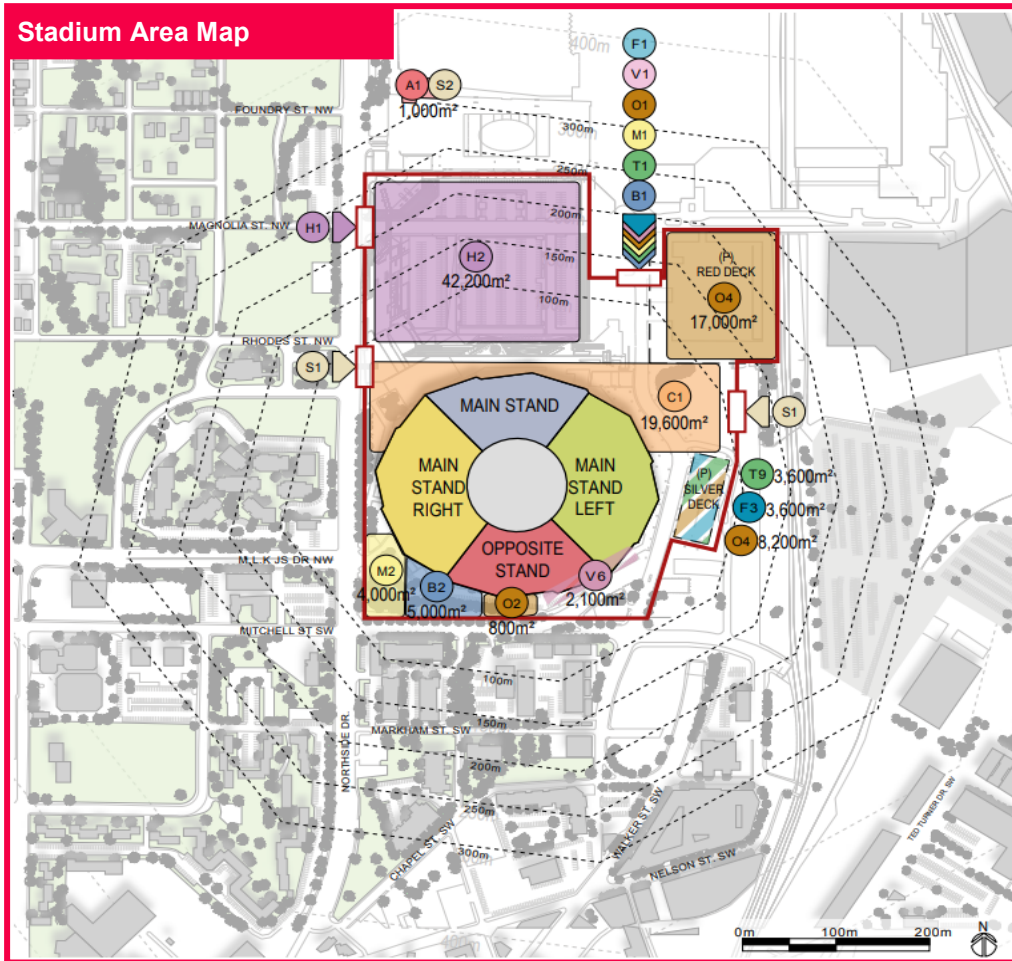 Stadium Area Map
400m
F1
V1
O1
M1
T1
B1
A1
S2
1,000m²
FOUNDRY ST. NW
300m
250m
200m
150m
100m
MAGNOLIA ST. NW
H1
H2
42,200m²
(P)
RED DECK
O4
17,000m²
RHODES ST. NW
S1
C1
19,600m²
S1
MAIN STAND
MAIN
STAND
RIGHT
MAIN
STAND
LEFT
OPPOSITE
STAND
(P)
SILVER
DECK
T9
3,600m²
F3
3,600m²
O4
8,200m²
M.L.K JS DR NW
M2
4,000m²
B2
5,000m²
O2
800m²
V6
2,100m²
MITCHELL ST SW
100m
150m
MARKHAM ST. SW
200m
250m
300m
NORTHSIDE DR.
CHAPEL ST. SW
WALKER ST. SW
NELSON ST. SW
TED TURNER DR. SW
0m
100m
200m
N